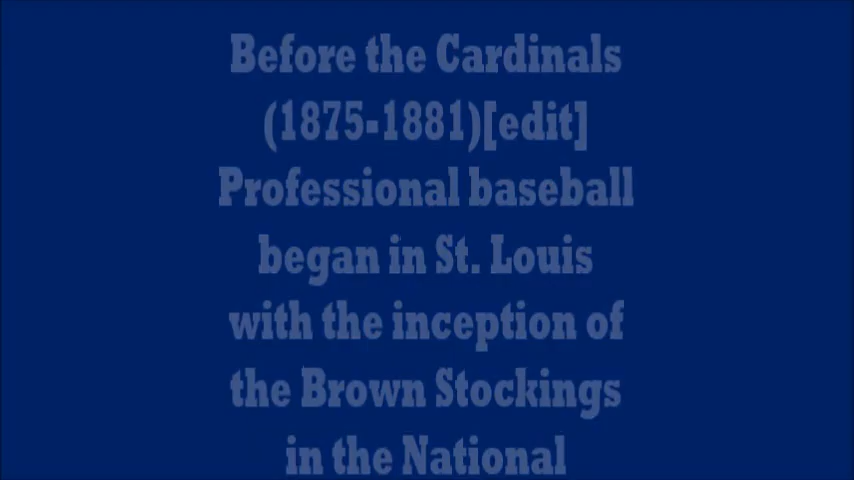 Before the Cardinals
(1875-1881)[edit]
Professional baseball
began in St. Louis
with the inception of
the Brown Stockings
in the National